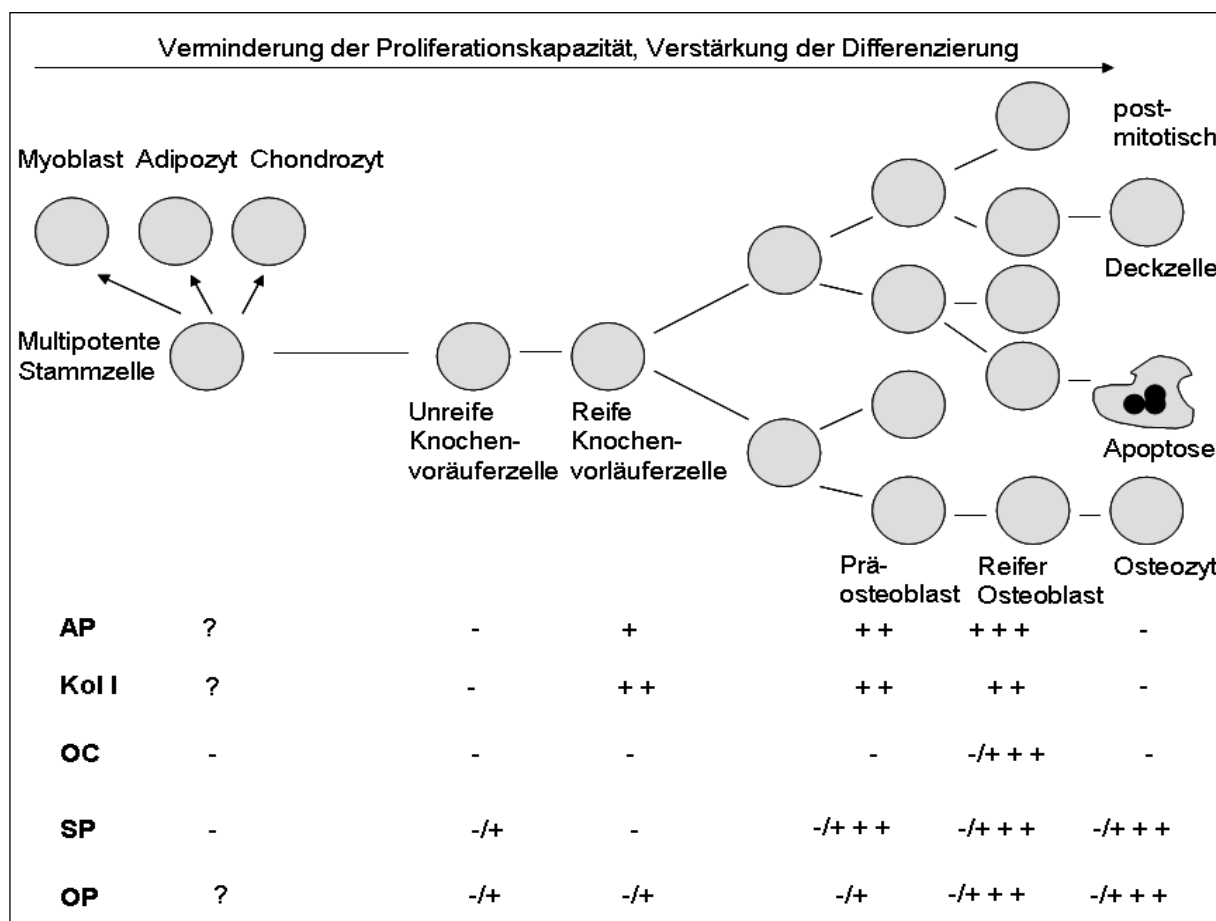 Verminderung der Proliferationskapazität, Verstärkung der Differenzierung
post-
mitotisch
Myoblast Adipozyt Chondrozyt
Deckzelle
Multipotente
Stammzelle
Unreife
Knochen-
voräuferzelle
Reife
Knochen-
vorläuferzelle
Apoptose
Prä-
osteoblast
Reifer
Osteoblast
Osteozyt
AP ? - + + + + + + -
Kol I ? - + + + + + + -
OC - - - - -/+ + + -
SP - -/+ - -/+ + + -/+ + + -/+ + +
OP ? -/+ -/+ -/+ -/+ + + -/+ + +